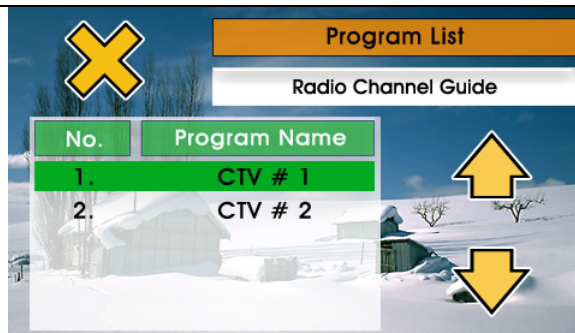 Program List
Radio Channel Guide
No. Program Name
1. CTV # 1
2. CTV # 2